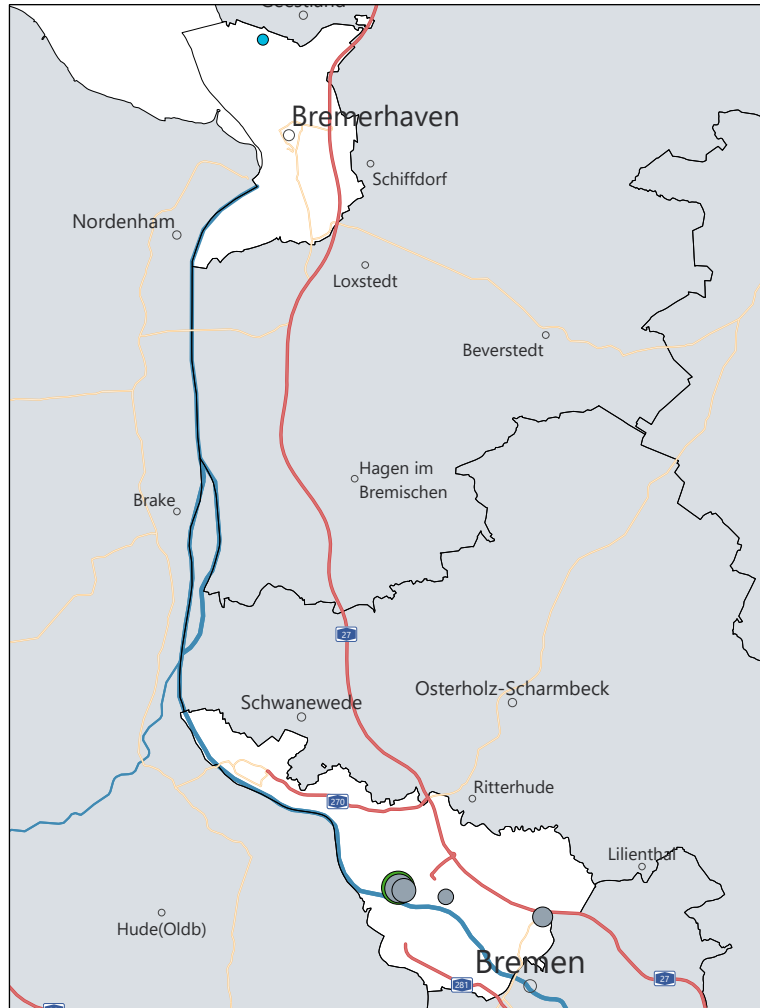 Geestland
Bremerhaven
Schiffdorf
Nordenham
Loxstedt
Beverstedt
Hagen im
Bremischen
Brake
27
Schwanewede
Osterholz-Scharmbeck
Ritterhude
270
Lilienthal
Hude(Oldb)
Bremen
27
281